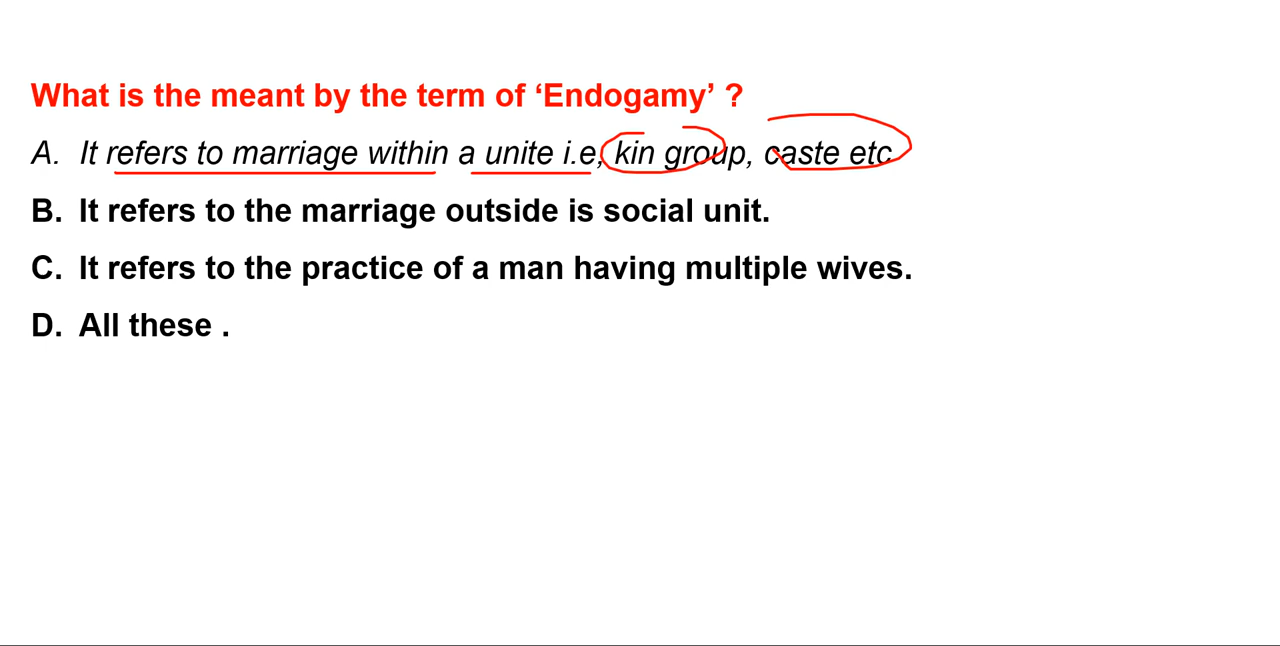 What is the meant by the term of ‘Endogamy’ ?
A. It refers to marriage within a unite i.e, kin group, caste etc
B. It refers to the marriage outside is social unit.
C. It refers to the practice of a man having multiple wives.
D. All these .